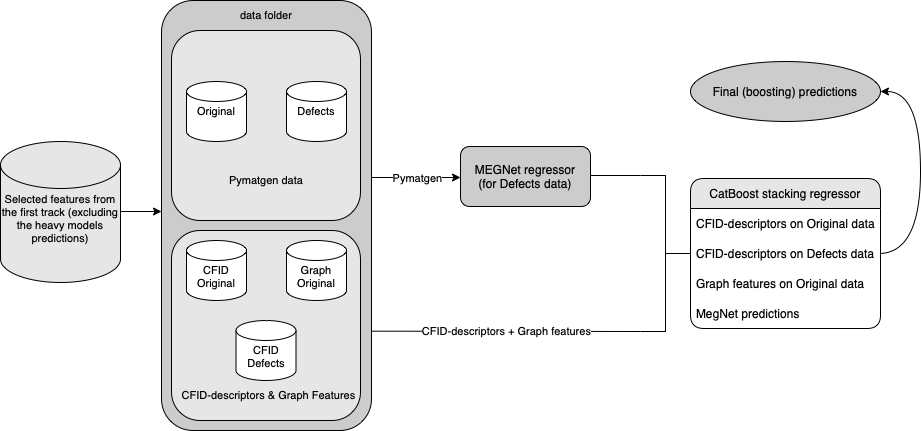 data folder
Original
Defects
Pymatgen data
Selected features from
the first track (excluding
the heavy models
predictions)
CFID
Original
Graph
Original
CFID
Defects
CFID-descriptors & Graph Features
Pymatgen
MEGNet regressor
(for Defects data)
CFID-descriptors + Graph features
Final (boosting) predictions
CatBoost stacking regressor
CFID-descriptors on Original data
CFID-descriptors on Defects data
Graph features on Original data
MegNet predictions